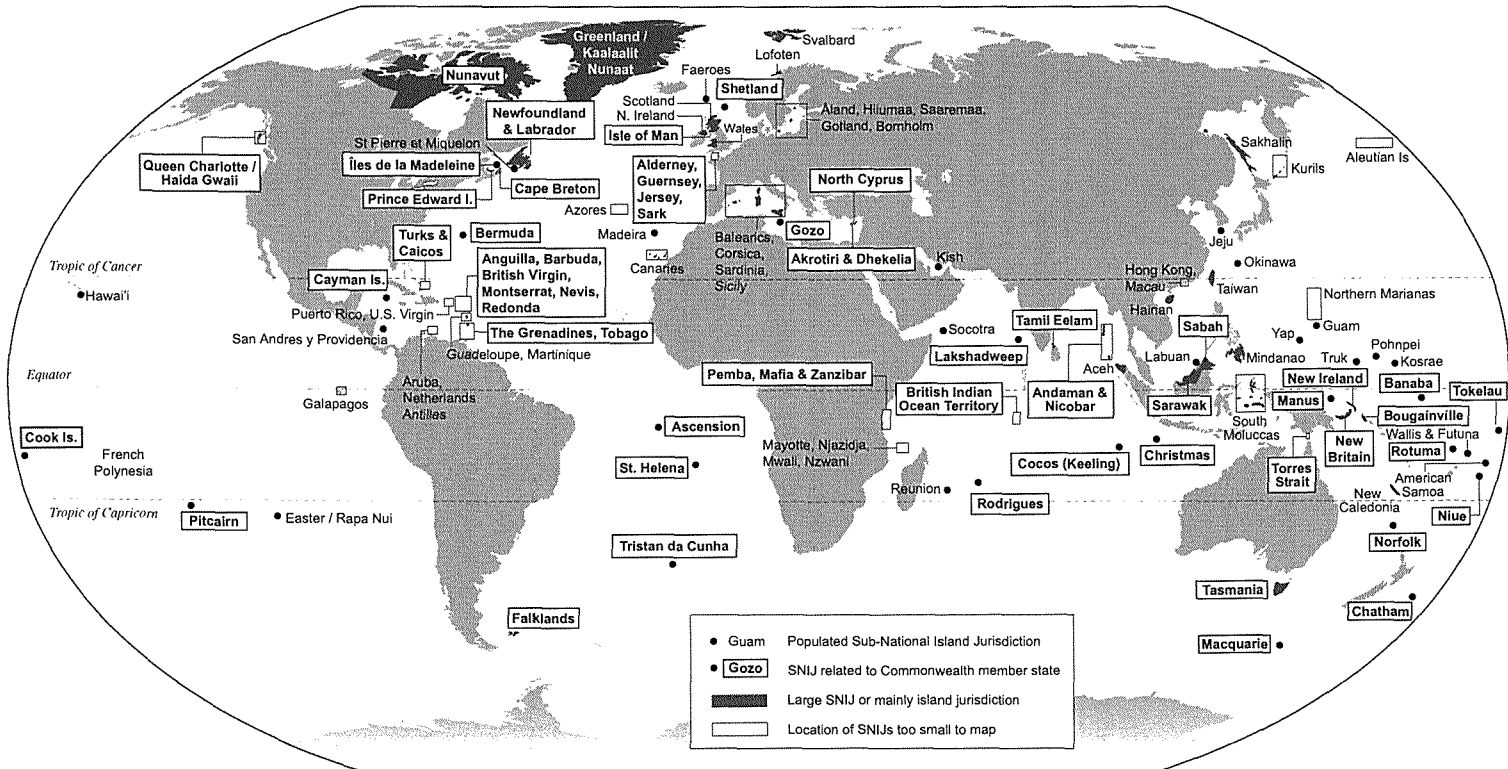 Greenland /
Kaalaalit
Nunaat
Svalbard
Lofoten
Nunavut
Faeroes
Shetland
Newfoundland
& Labrador
Scotland
N. Ireland
Isle of Man
Wales
Åland, Hiiumaa, Saaremaa,
Gotland, Bornholm
Sakhalin
Kurils
Aleutian Is
Queen Charlotte /
Haida Gwaii
St Pierre et Miquelon
Îles de la Madeleine
Cape Breton
Prince Edward I.
Alderney,
Guernsey,
Jersey,
Sark
North Cyprus
Azores
Madeira
Gozo
Turks &
Caicos
Bermuda
Balearics,
Corsica,
Sardinia,
Sicily
Akrotiri & Dhekelia
Jeju
Tropic of Cancer
Hawai'i
Cayman Is.
Anguilla, Barbuda,
British Virgin,
Montserrat, Nevis,
Redonda
Canaries
Kish
Hong Kong,
Macau
Hainan
Okinawa
Taiwan
Northern Marianas
Puerto Rico, U.S. Virgin
San Andres y Providencia
The Grenadines, Tobago
Guadeloupe, Martinique
Socotra
Lakshadweep
Tamil Eelam
Sabah
Labuan
Yap
Guam
Mindanao
Truk
Pohnpei
Kosrae
Equator
Galapagos
Aruba,
Netherlands
Antilles
Pemba, Mafia & Zanzibar
British Indian
Ocean Territory
Aceh
Andaman &
Nicobar
Sarawak
New Ireland
Manus
Banaba
Tokelau
Bougainville
Cook Is.
French
Polynesia
Ascension
St. Helena
Mayotte, Njazidja,
Mwali, Nzwani
Cocos (Keeling)
Christmas
South
Moluccas
Torres
Strait
New
Britain
Wallis & Futuna
Rotuma
American
Samoa
Tropic of Capricorn
Pitcairn
Easter / Rapa Nui
Reunion
Rodrigues
New
Caledonia
Niue
Norfolk
Tristan da Cunha
Tasmania
Chatham
Falklands
Macquarie
Guam Populated Sub-National Island Jurisdiction
Gozo SNIJ related to Commonwealth member state
Large SNIJ or mainly island jurisdiction
Location of SNIJs too small to map